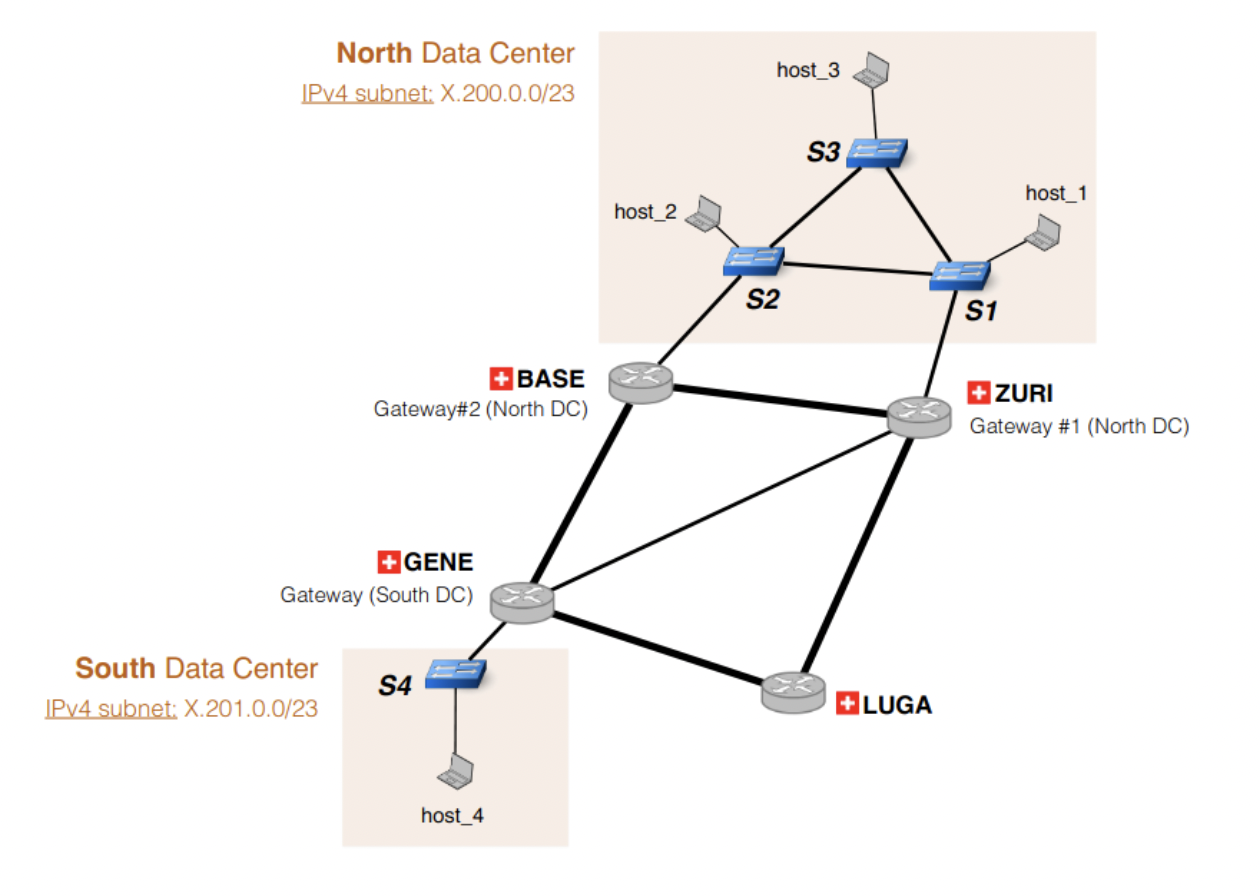 North Data Center
IPv4 subnet: X.200.0.0/23
host_3
S3
host_1
host_2
S2
S1
BASE
Gateway#2 (North DC)
ZURI
Gateway #1 (North DC)
GENE
Gateway (South DC)
South Data Center
IPv4 subnet: X.201.0.0/23
S4
LUGA
host_4